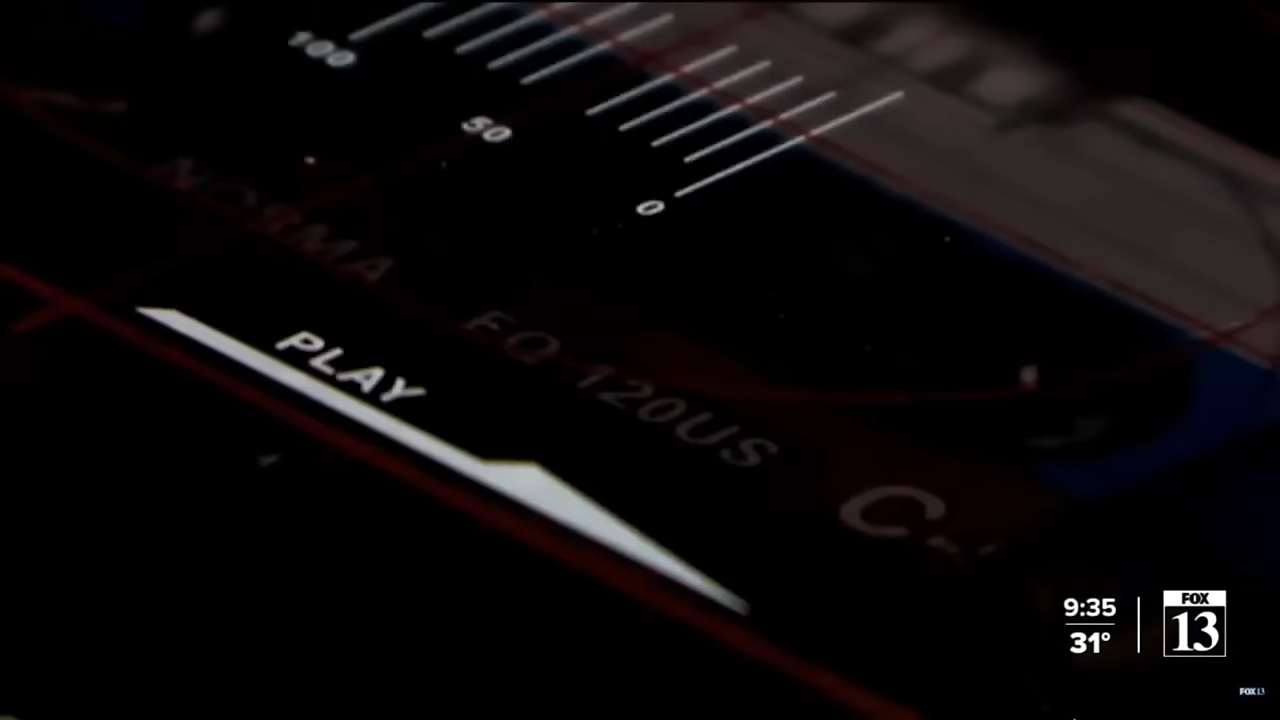 100
50
0
NORMA
PLAY
EQ 120US
C-
9:35
31°
FOX
13
FOX 13